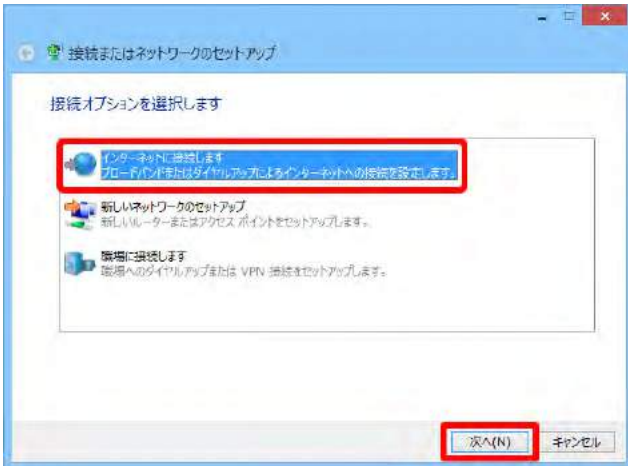 接続またはネットワークのセットアップ
接続オプションを選択します
インターネットに接続します
ブロードバンドまたはダイヤルアップによるインターネットへの接続を設定します。
新しいネットワークのセットアップ
新しいルーターまたはアクセス ポイントをセットアップします。
職場に接続します
職場へのダイヤルアップまたは VPN 接続をセットアップします。
次へ(N) キャンセル